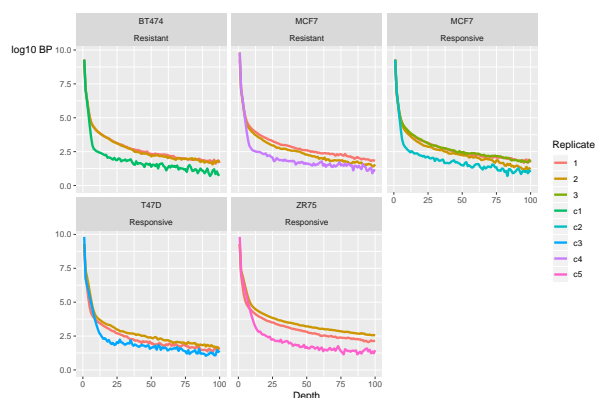 BT474
MCF7
MCF7
Resistant
Resistant
Responsive
log10 BP
10.0
7.5
5.0
2.5
0.0
0 25 50 75 100
T47D
ZR75
Responsive
Responsive
10.0
7.5
5.0
2.5
0.0
0 25 50 75 100
0 25 50 75 100
Depth
Replicate
1
2
3
c1
c2
c3
c4
c5